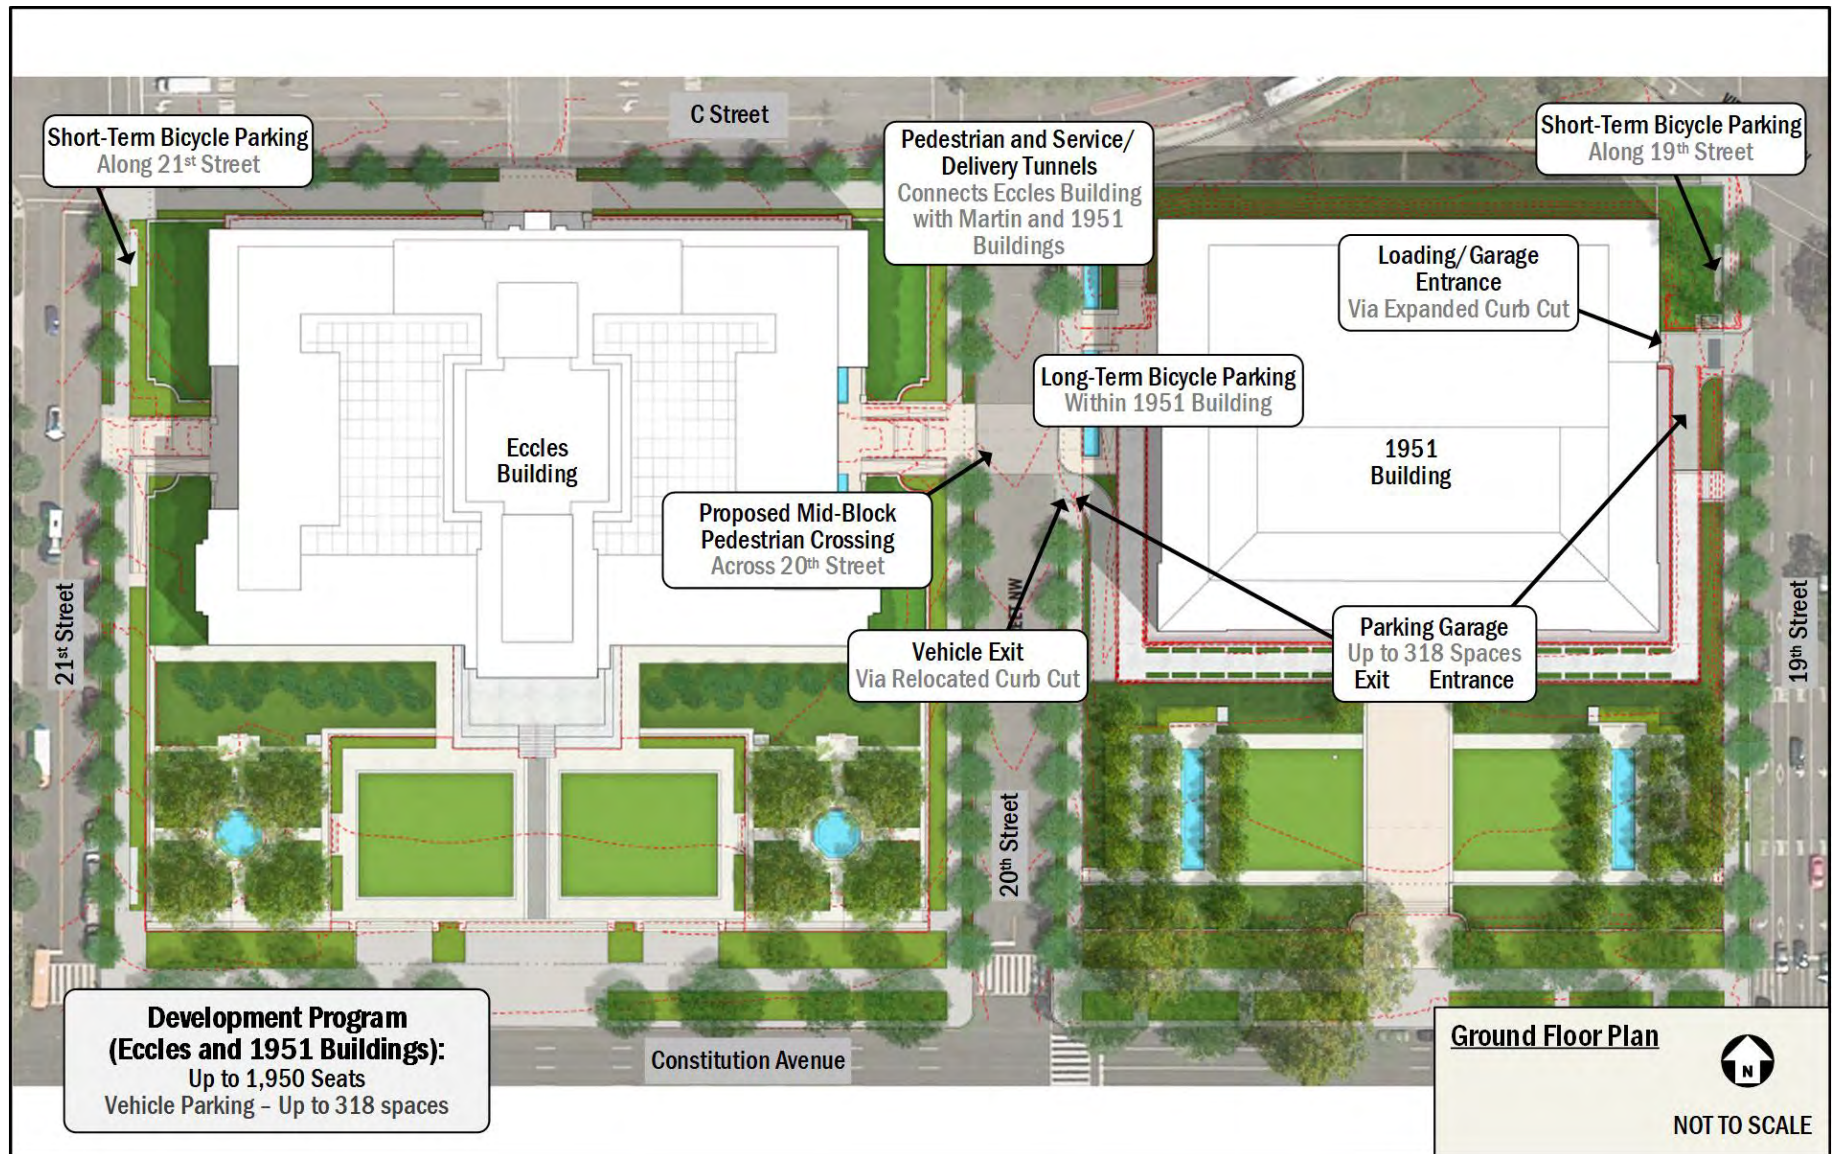 C Street
Short-Term Bicycle Parking
Along 21st Street
Pedestrian and Service/
Delivery Tunnels
Connects Eccles Building
with Martin and 1951
Buildings
Short-Term Bicycle Parking
Along 19th Street
Loading/Garage
Entrance
Via Expanded Curb Cut
Long-Term Bicycle Parking
Within 1951 Building
Eccles
Building
1951
Building
Proposed Mid-Block
Pedestrian Crossing
Across 20th Street
Vehicle Exit
Via Relocated Curb Cut
Parking Garage
Up to 318 Spaces
Exit Entrance
21st Street
20th Street
19th Street
NW
Development Program
(Eccles and 1951 Buildings):
Up to 1,950 Seats
Vehicle Parking – Up to 318 spaces
Constitution Avenue
Ground Floor Plan
N
NOT TO SCALE